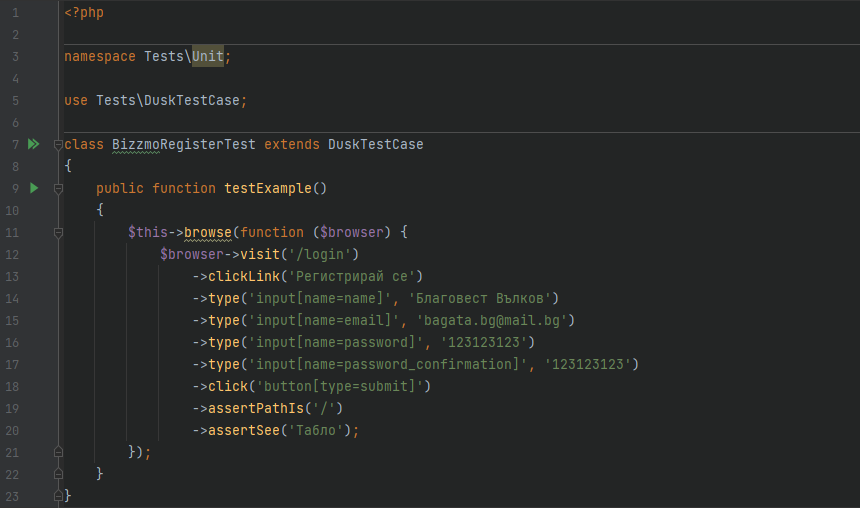 1 <?php
2
3 namespace Tests\Unit;
4
5 use Tests\DuskTestCase;
6
7 class BizzmoRegisterTest extends DuskTestCase
8 {
9     public function testExample()
10     {
11         $this->browse(function ($browser) {
12             $browser->visit('/login')
13                 ->clickLink('Регистрирай се')
14                 ->type('input[name=name]', 'Благовест Вълков')
15                 ->type('input[name=email]', 'bagata.bg@mail.bg')
16                 ->type('input[name=password]', '123123123')
17                 ->type('input[name=password_confirmation]', '123123123')
18                 ->click('button[type=submit]')
19                 ->assertPathIs('/')
20                 ->assertSee('Табло');
21         });
22     }
23 }